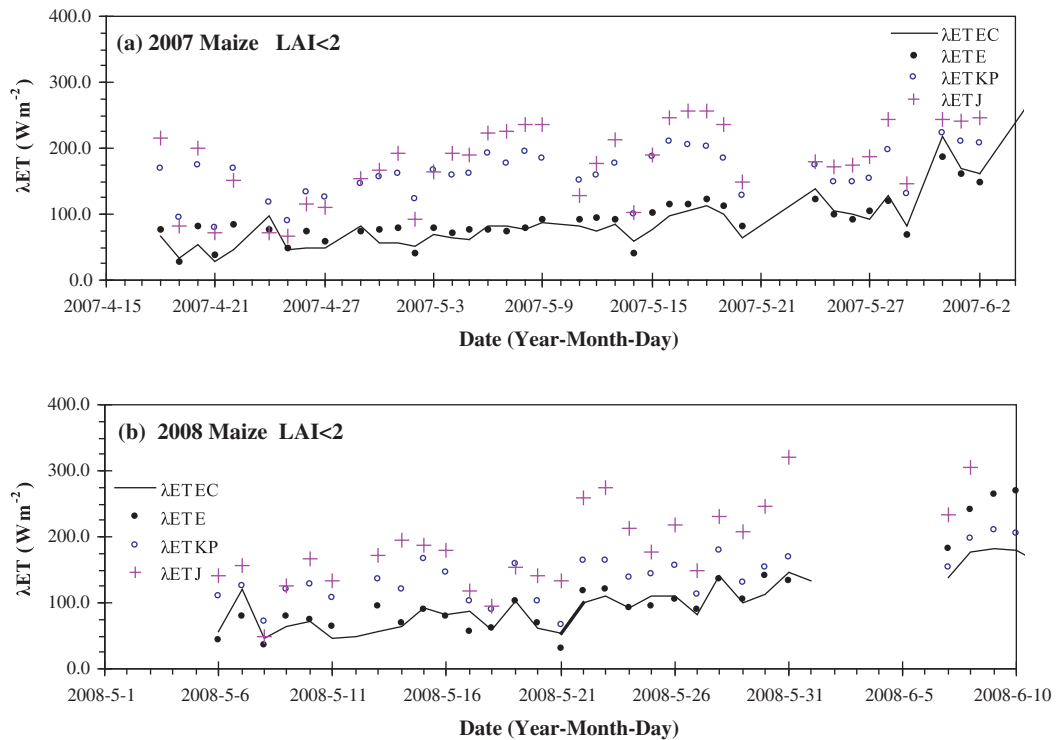 400.0
(a) 2007 Maize LAI<2
λETEC
λETE
λETKP
λETJ
300.0
200.0
100.0
0.0
λET (W m⁻²)
2007-4-15 2007-4-21 2007-4-27 2007-5-3 2007-5-9 2007-5-15 2007-5-21 2007-5-27 2007-6-2
Date (Year-Month-Day)
400.0
(b) 2008 Maize LAI<2
300.0
λETEC
λETE
λETKP
λETJ
200.0
100.0
0.0
λET (W m⁻²)
2008-5-1 2008-5-6 2008-5-11 2008-5-16 2008-5-21 2008-5-26 2008-5-31 2008-6-5 2008-6-10
Date (Year-Month-Day)